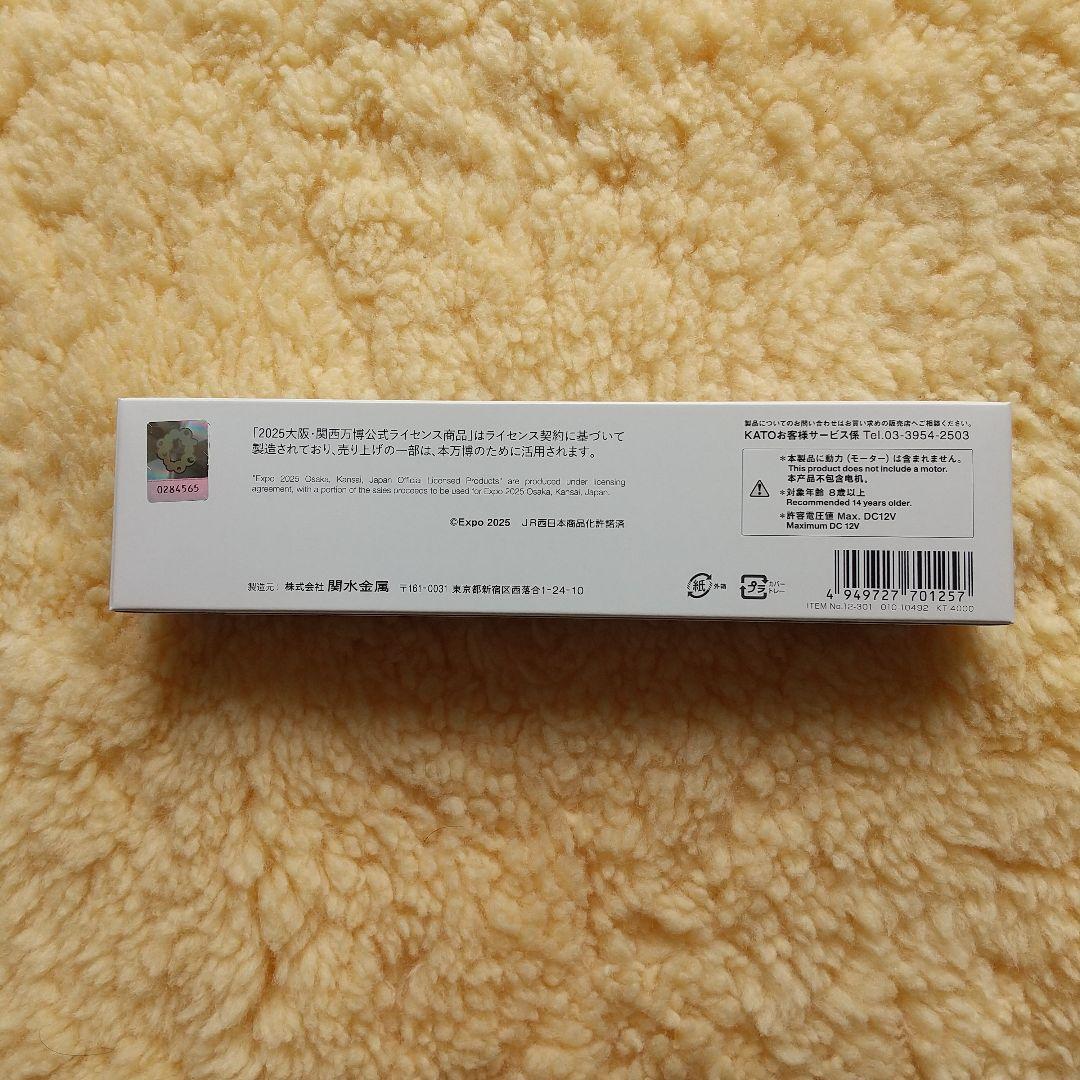 0284565
「2025大阪・関西万博公式ライセンス商品」はライセンス契約に基づいて
製造されており、売り上げの一部は、本万博のために活用されます。
"Expo 2025 Osaka, Kansai, Japan Official Licensed Products" are produced under licensing
agreement, with a portion of the sales proceeds to be used for Expo 2025 Osaka, Kansai, Japan.
©Expo 2025 JR西日本商品化許諾済
製造元: 株式会社 関水金属 〒161-0031 東京都新宿区西落合1-24-10
製品についてのお問い合わせはお買い求めの販売店へご相談ください。
KATOお客様サービス係 Tel.03-3954-2503
*本製品に動力(モーター)は含まれません。
This product does not include a motor.
本产品不包含电机。
*対象年齢 8歳以上
Recommended 14 years older.
*許容電圧値 Max. DC12V
Maximum DC 12V
紙 外箱
プラ カバー
トレー
4 949727 701257
ITEM No.12-301 010 10492 KT 4000